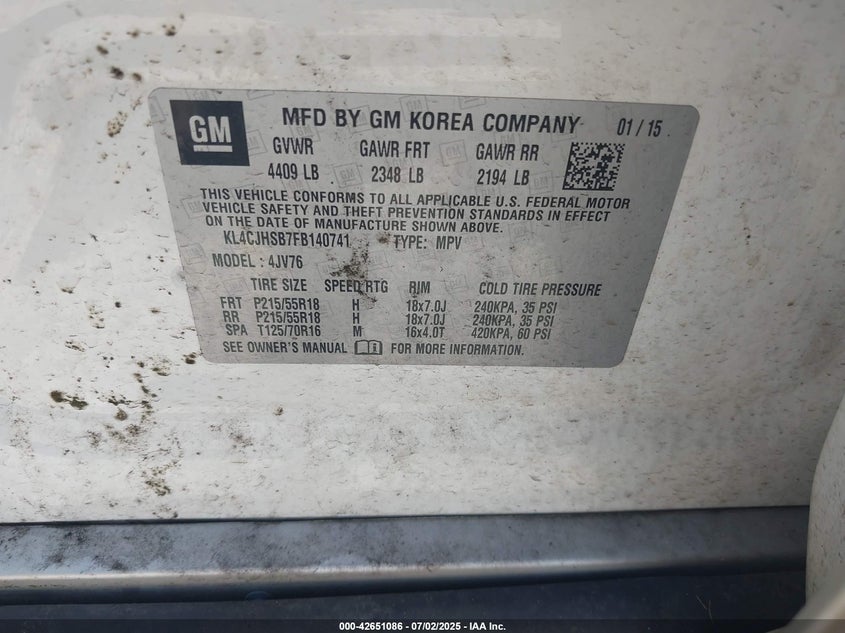 GM MFD BY GM KOREA COMPANY 01 / 15
GVWR GAWR FRT GAWR RR
4409 LB 2348 LB 2194 LB
THIS VEHICLE CONFORMS TO ALL APPLICABLE U.S. FEDERAL MOTOR
VEHICLE SAFETY AND THEFT PREVENTION STANDARDS IN EFFECT
ON THE DATE OF MANUFACTURE SHOWN ABOVE.
KL4CJHSB7FB140741 TYPE: MPV
MODEL : 4JV76
TIRE SIZE SPEED RTG RIM COLD TIRE PRESSURE
FRT P215/55R18 H 18x7.0J 240KPA, 35 PSI
RR P215/55R18 H 18x7.0J 240KPA, 35 PSI
SPA T125/70R16 M 16x4.0T 420KPA, 60 PSI
SEE OWNER'S MANUAL FOR MORE INFORMATION.
000-42651086 - 07/02/2025 - IAA Inc.